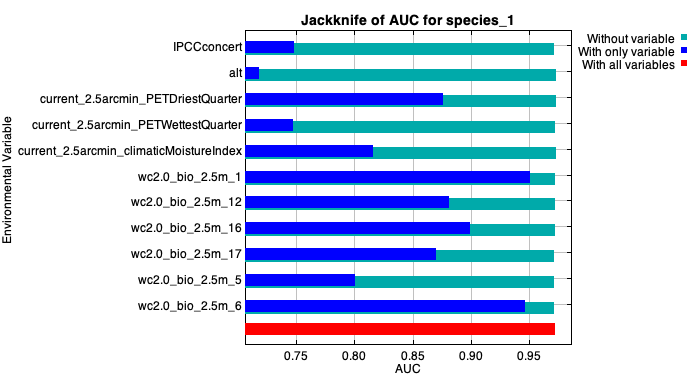 Jackknife of AUC for species_1
Without variable
With only variable
With all variables
Environmental Variable
IPCCconcert
alt
current_2.5arcmin_PETDriestQuarter
current_2.5arcmin_PETWettestQuarter
current_2.5arcmin_climaticMoistureIndex
wc2.0_bio_2.5m_1
wc2.0_bio_2.5m_12
wc2.0_bio_2.5m_16
wc2.0_bio_2.5m_17
wc2.0_bio_2.5m_5
wc2.0_bio_2.5m_6
0.75 0.80 0.85 0.90 0.95
AUC